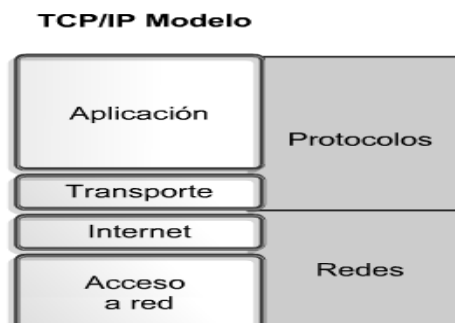 TCP/IP Modelo
Aplicación
Protocolos
Transporte
Internet
Redes
Acceso
a red